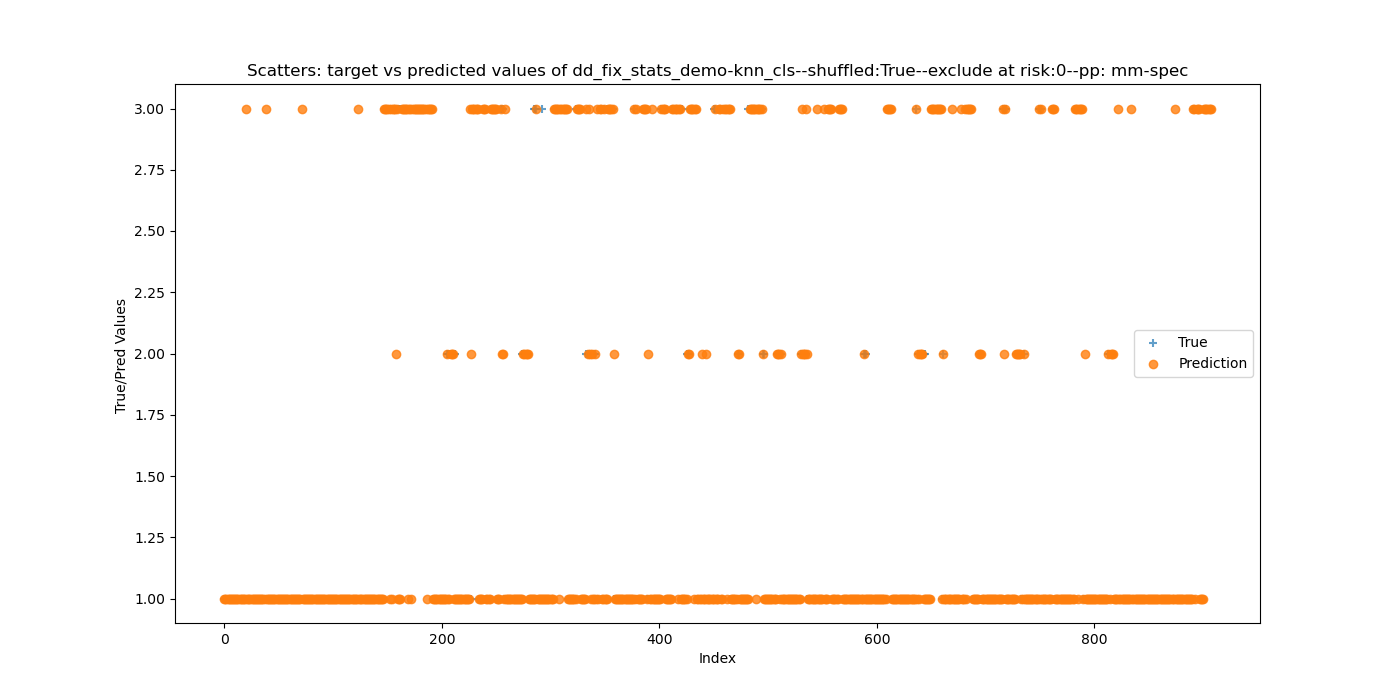 Scatters: target vs predicted values of dd_fix_stats_demo-knn_cls--shuffled:True--exclude at risk:0--pp: mm-spec
3.00
2.75
2.50
2.25
2.00
1.75
1.50
1.25
1.00
True/Pred Values
True
Prediction
0
200
400
600
800
Index